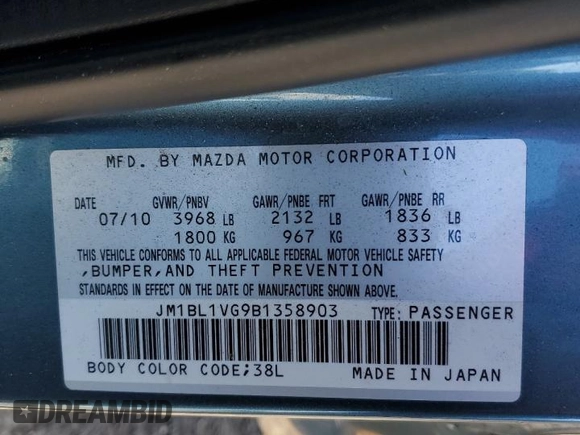 MFD. BY MAZDA MOTOR CORPORATION
DATE GVWR/PNBV GAWR/PNBE FRT GAWR/PNBE RR
07/10 3968 LB 2132 LB 1836 LB
1800 KG 967 KG 833 KG
THIS VEHICLE CONFORMS TO ALL APPLICABLE FEDERAL MOTOR VEHICLE SAFETY
,BUMPER,AND THEFT PREVENTION
STANDARDS IN EFFECT ON THE DATE OF MANUFACTURE SHOWN ABOVE.
JM1BL1VG9B1358903 TYPE: PASSENGER
BODY COLOR CODE;38L MADE IN JAPAN
DREAMBID